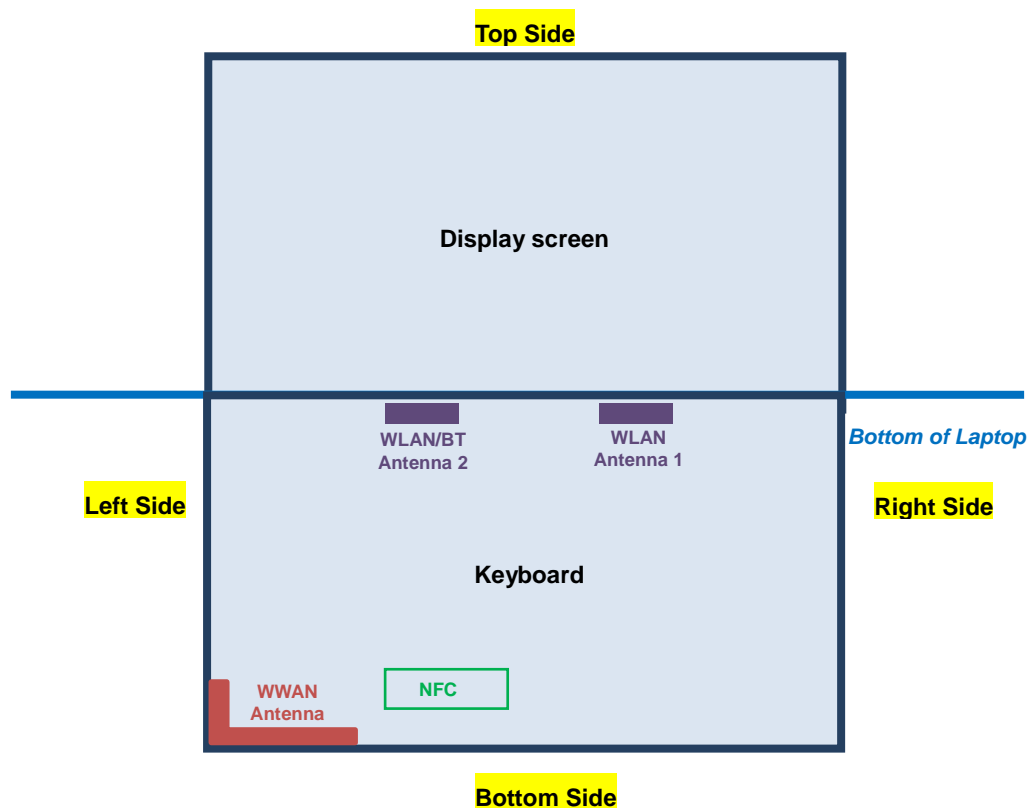 Top Side
Display screen
WLAN/BT
Antenna 2
WLAN
Antenna 1
Bottom of Laptop
Left Side
Right Side
Keyboard
WWAN
Antenna
NFC
Bottom Side